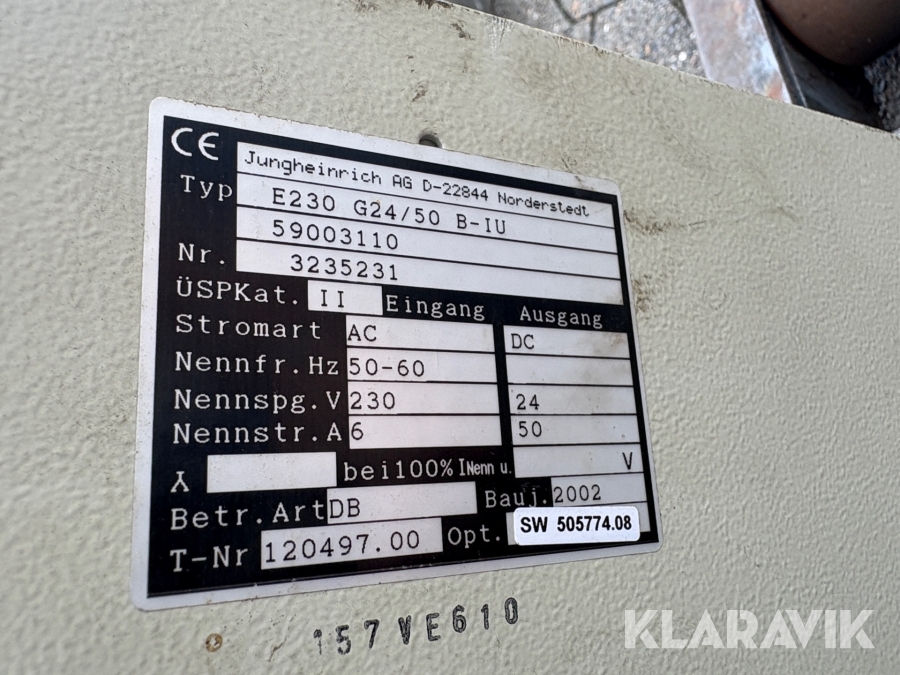 CE Jungheinrich AG D-22844 Norderstedt
Typ E230 G24/50 B-IU
59003110
Nr. 3235231
ÜSPKat. II Eingang Ausgang
Stromart AC DC
Nennfr.Hz 50-60
Nennspg.V 230 24
Nennstr.A 6 50
bei100% INenn u. V
Betr.Art DB Bauj. 2002
T-Nr 120497.00 Opt. SW 505774.08
157 VE610
KLARAVIK